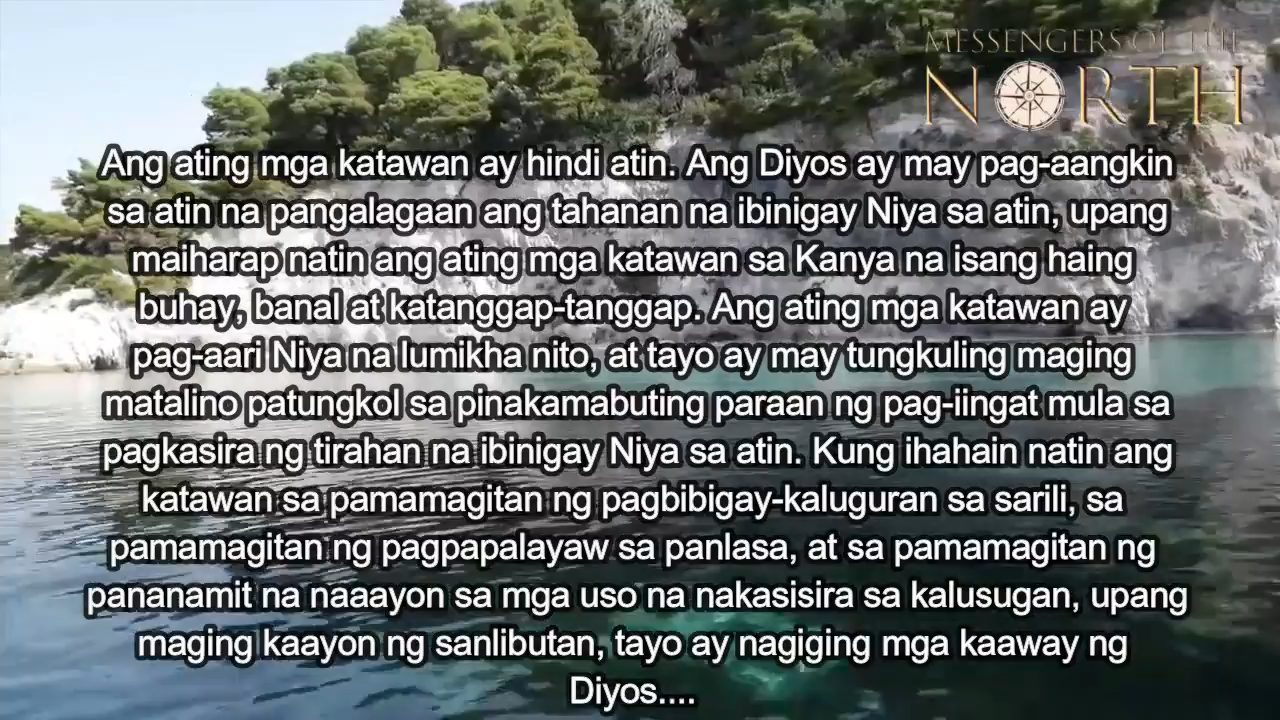 MESSENGERS OF THE
NORTH
Ang ating mga katawan ay hindi atin. Ang Diyos ay may pag-aangkin
sa atin na pangalagaan ang tahanan na ibinigay Niya sa atin, upang
maiharap natin ang ating mga katawan sa Kanya na isang haing
buhay, banal at katanggap-tanggap. Ang ating mga katawan ay
pag-aari Niya na lumikha nito, at tayo ay may tungkuling maging
matalino patungkol sa pinakamabuting paraan ng pag-iingat mula sa
pagkasira ng tirahan na ibinigay Niya sa atin. Kung ihahain natin ang
katawan sa pamamagitan ng pagbibigay-kaluguran sa sarili, sa
pamamagitan ng pagpapalayaw sa panlasa, at sa pamamagitan ng
pananamit na naaayon sa mga uso na nakasisira sa kalusugan, upang
maging kaayon ng sanlibutan, tayo ay nagiging mga kaaway ng
Diyos....